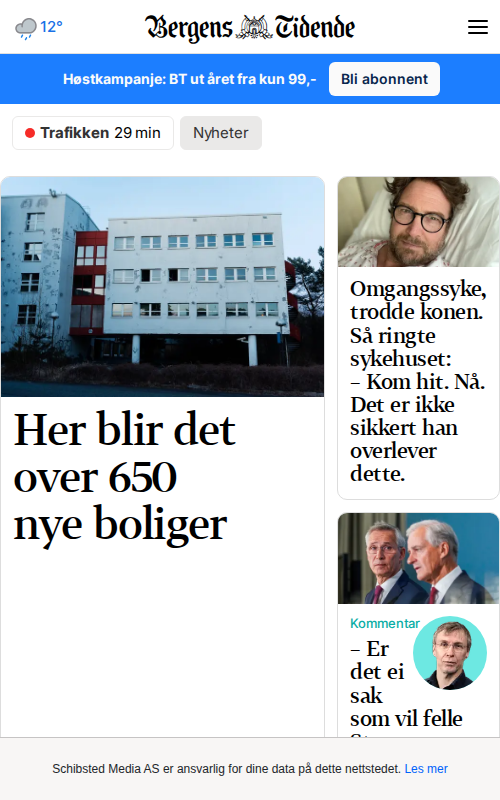 12°
Bergens Tidende
Høstkampanje: BT ut året fra kun 99,-
Bli abonnent
Trafikken 29 min
Nyheter
Her blir det
over 650
nye boliger
Omgangssyke,
trodde konen.
Så ringte
sykehuset:
– Kom hit. Nå.
Det er ikke
sikkert han
overlever
dette.
Kommentar
– Er
det ei
sak
som vil felle
Schibsted Media AS er ansvarlig for dine data på dette nettstedet. Les mer